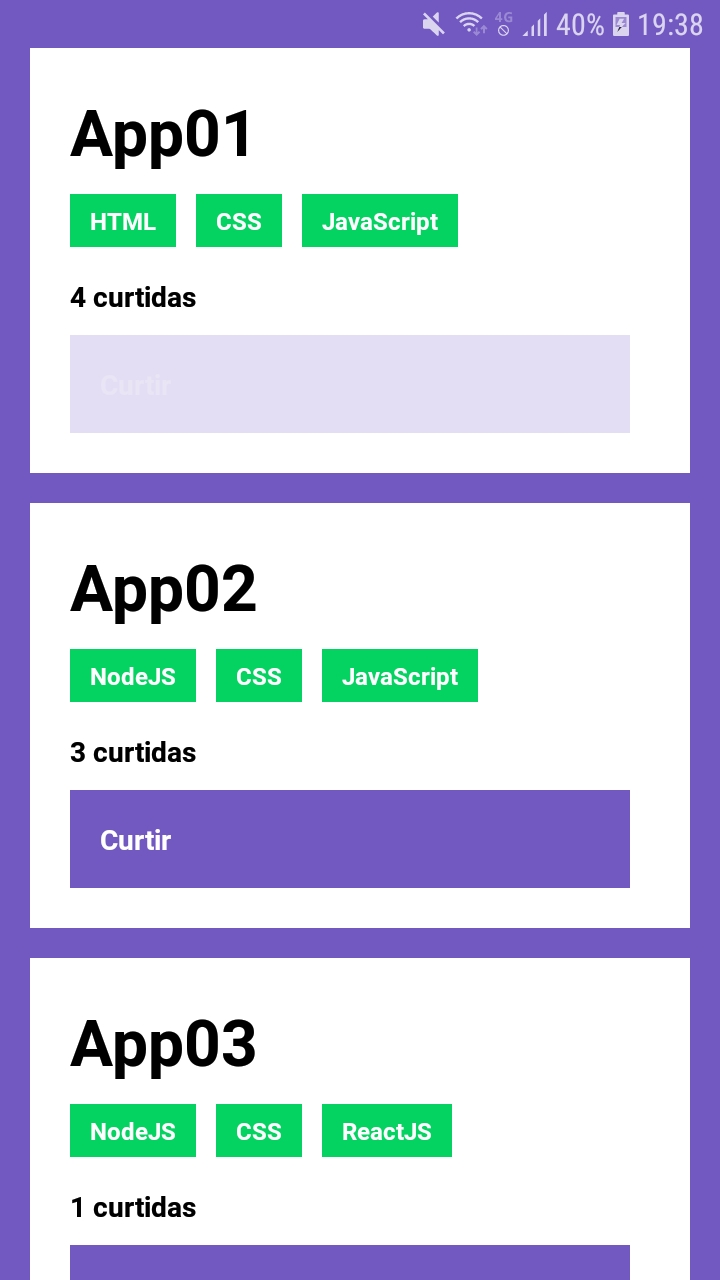 4G 40% 19:38
App01
HTML CSS JavaScript
4 curtidas
Curtir
App02
NodeJS CSS JavaScript
3 curtidas
Curtir
App03
NodeJS CSS ReactJS
1 curtidas